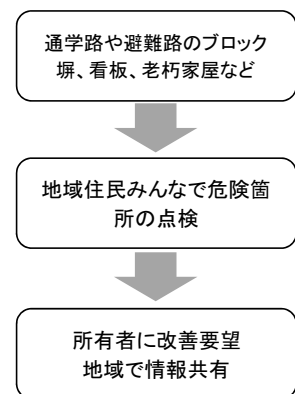 通学路や避難路のブロック
塀、看板、老朽家屋など
地域住民みんなで危険箇
所の点検
所有者に改善要望
地域で情報共有